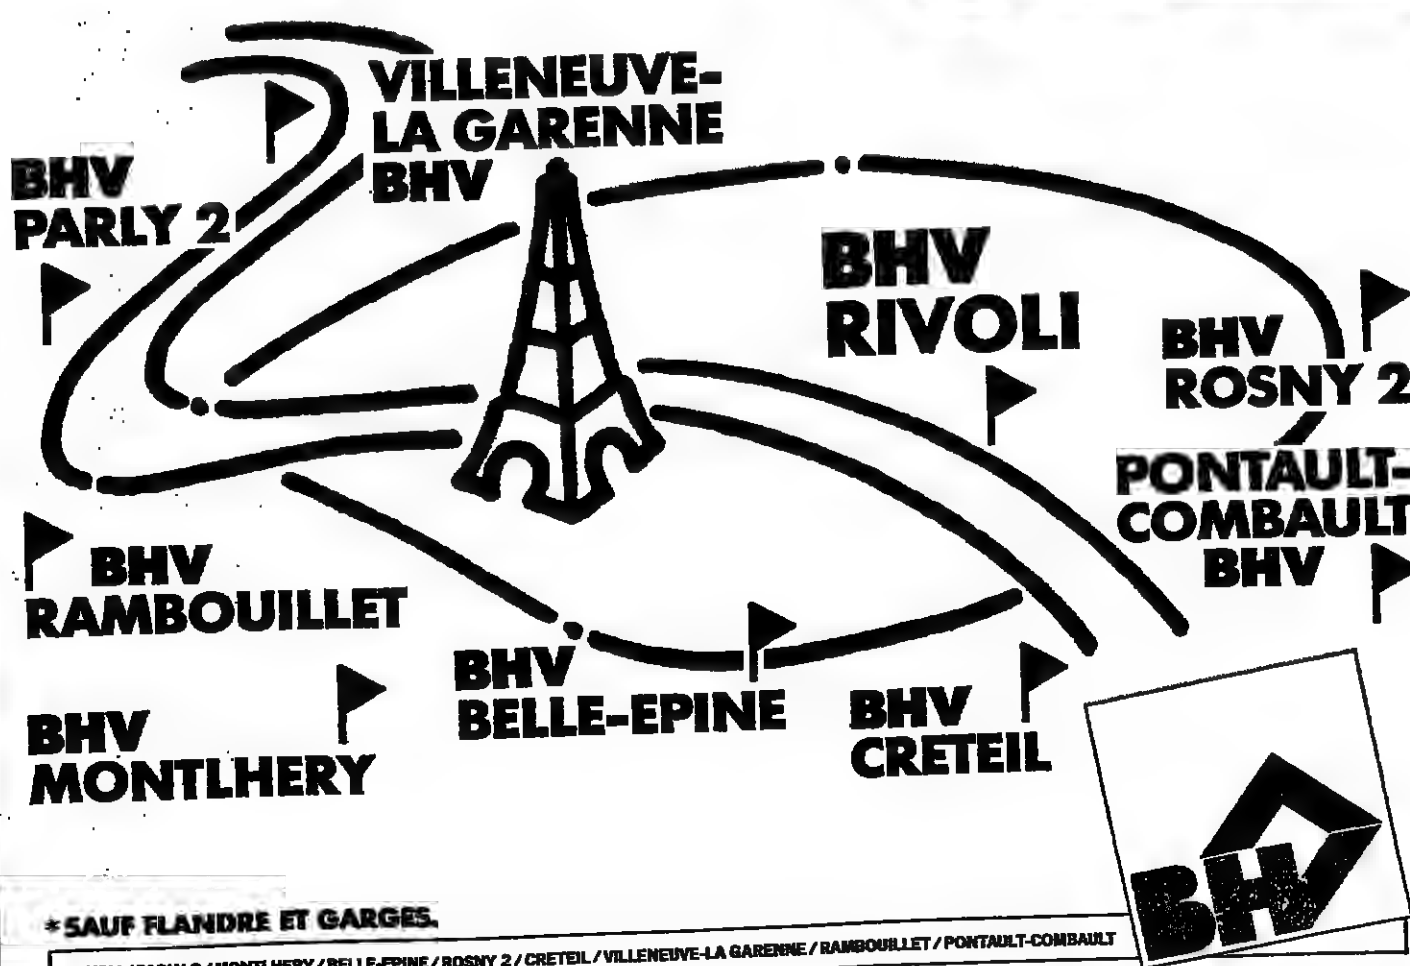 VILLENEUVE-
LA GARENNE
BHV
BHV
PARLY 2
BHV
RIVOLI
BHV
ROSNY 2
PONTAULT-
COMBAULT
BHV
BHV
RAMBOUILLET
BHV
BELLE-EPINE
BHV
CRETEIL
BHV
MONTLHERY
BHV
*SAUF FLANDRE ET GARGES.
/ MONTLHERY / BELLE-EPINE / ROSNY 2 / CRETEIL / VILLENEUVE-LA GARENNE / RAMBOUILLET / PONTAULT-COMBAULT